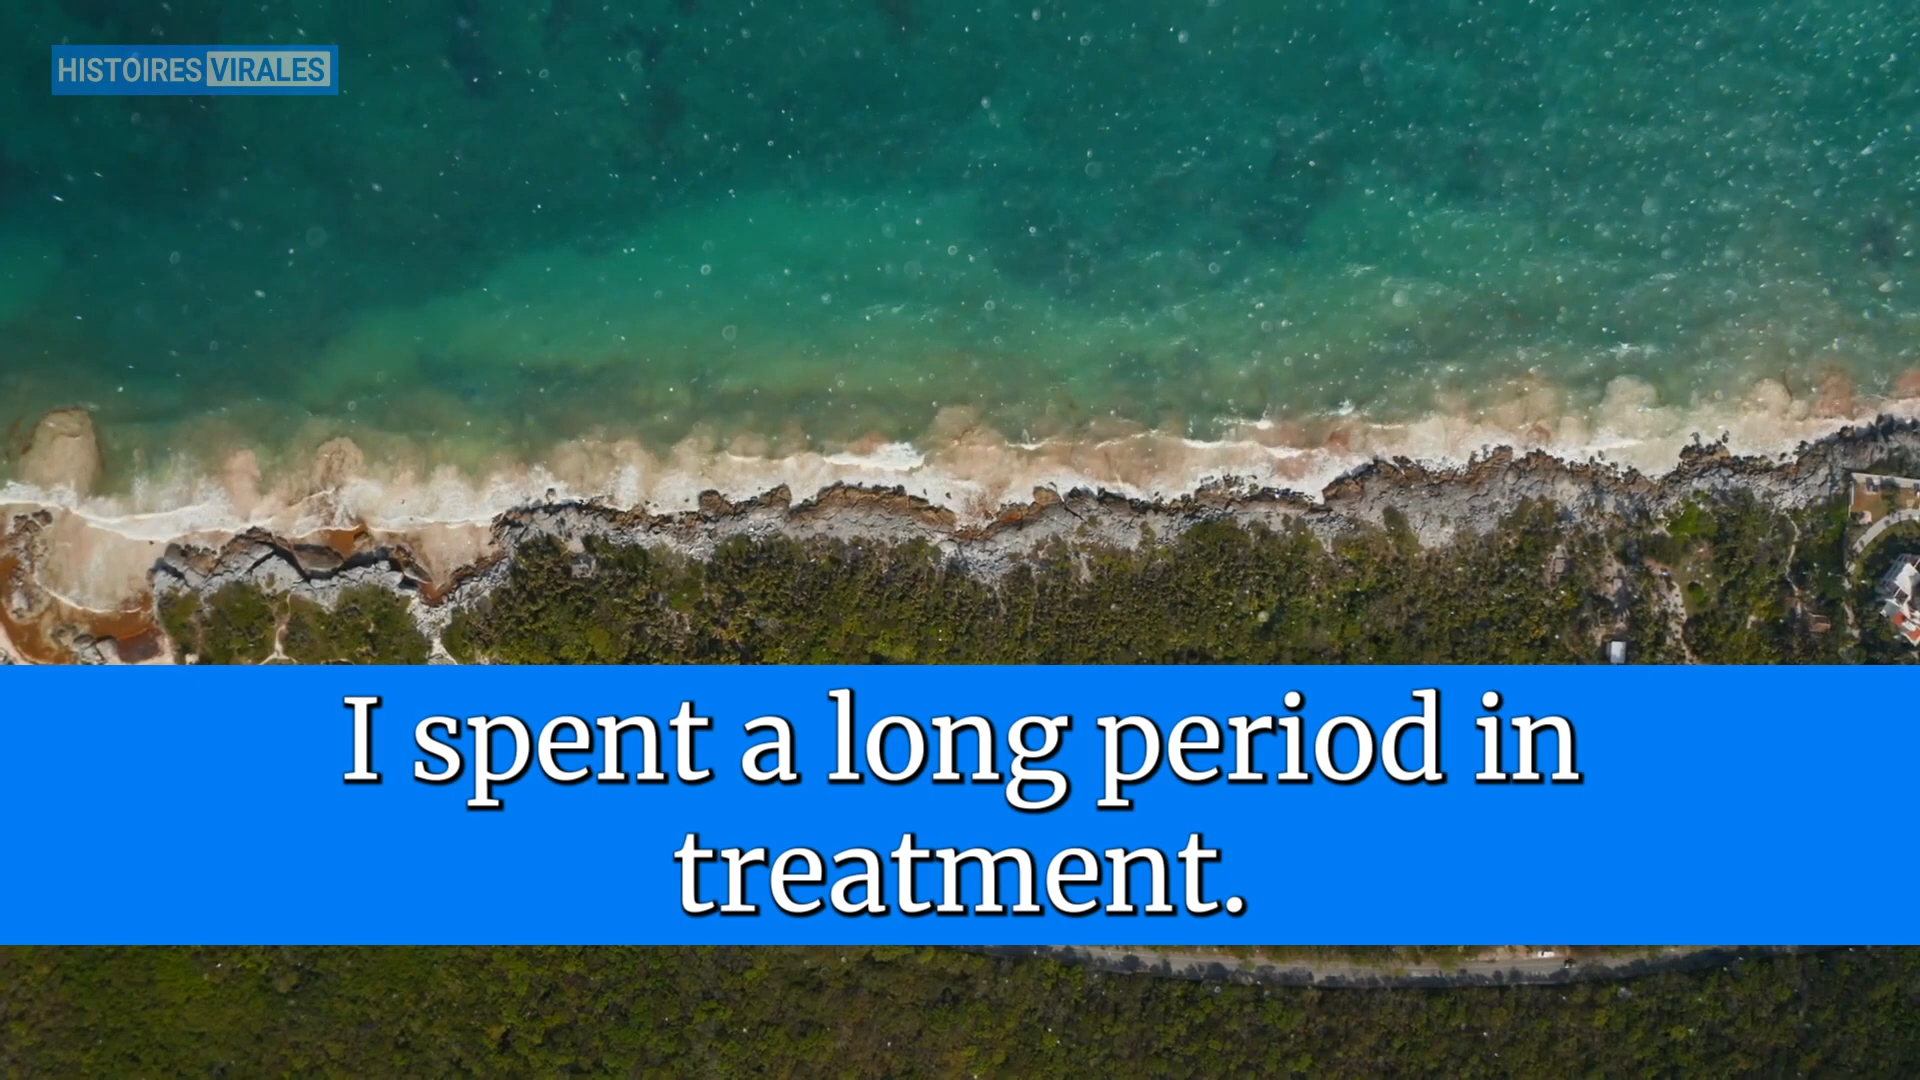 HISTOIRES VIRALES
I spent a long period in
treatment.